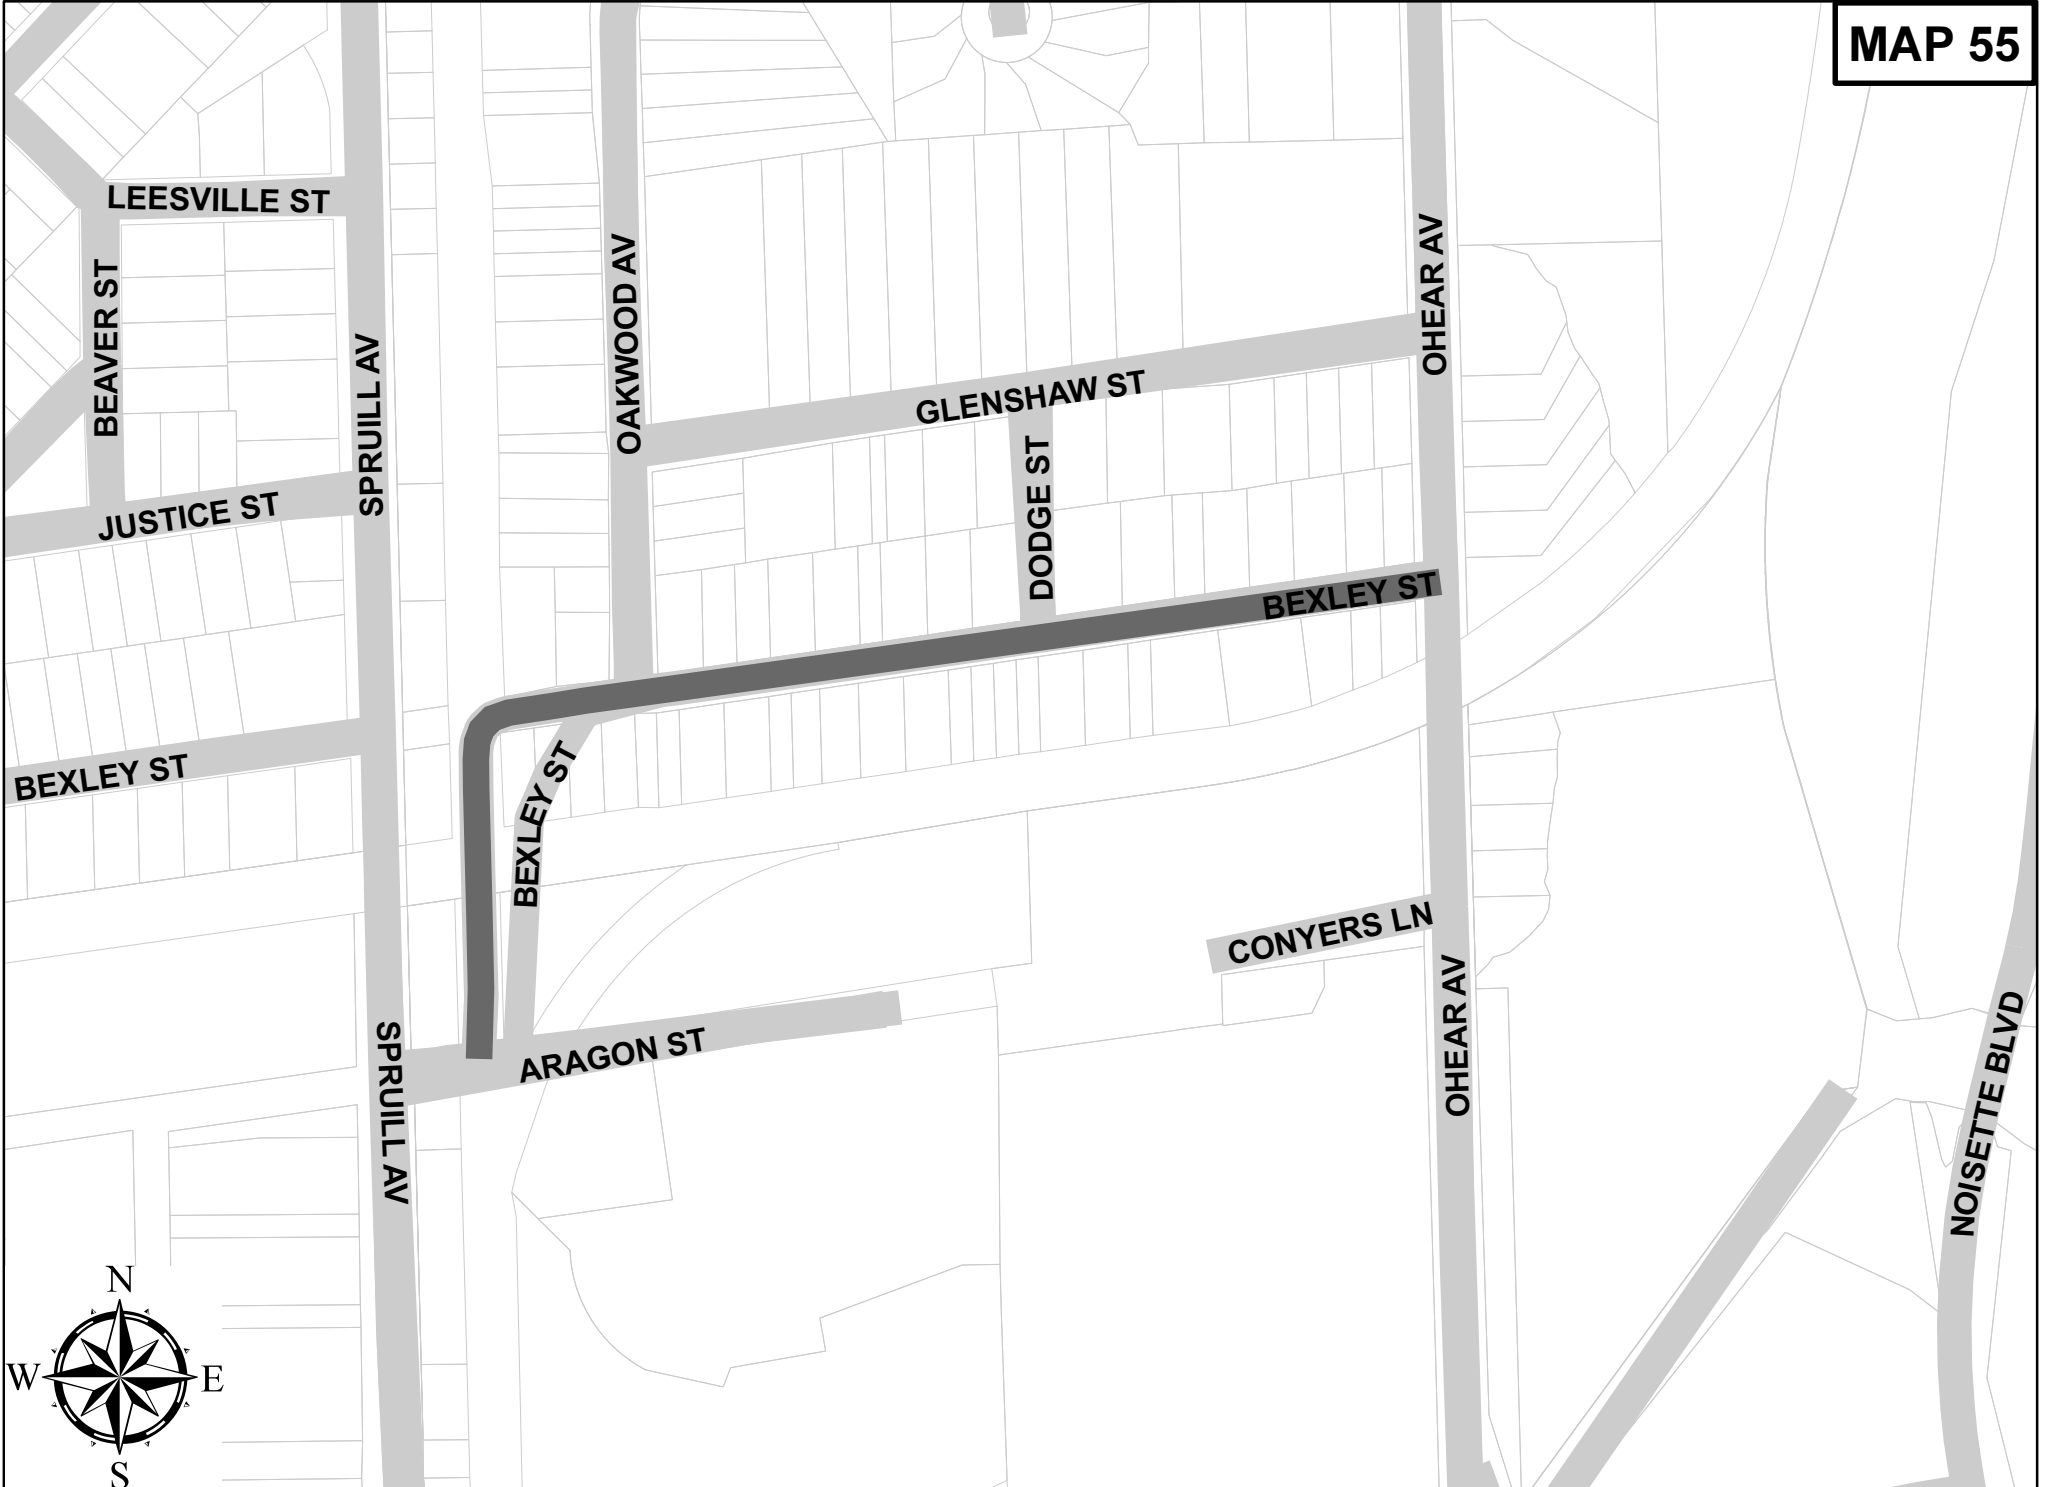 MAP 55
LEESVILLE ST
BEAVER ST
SPRUILL AV
OAKWOOD AV
OHEAR AV
GLENSHAW ST
DODGE ST
JUSTICE ST
BEXLEY ST
BEXLEY ST
BEXLEY ST
CONYERS LN
ARAGON ST
SPRUILL AV
OHEAR AV
NOISETTE BLVD
N
W
E
S